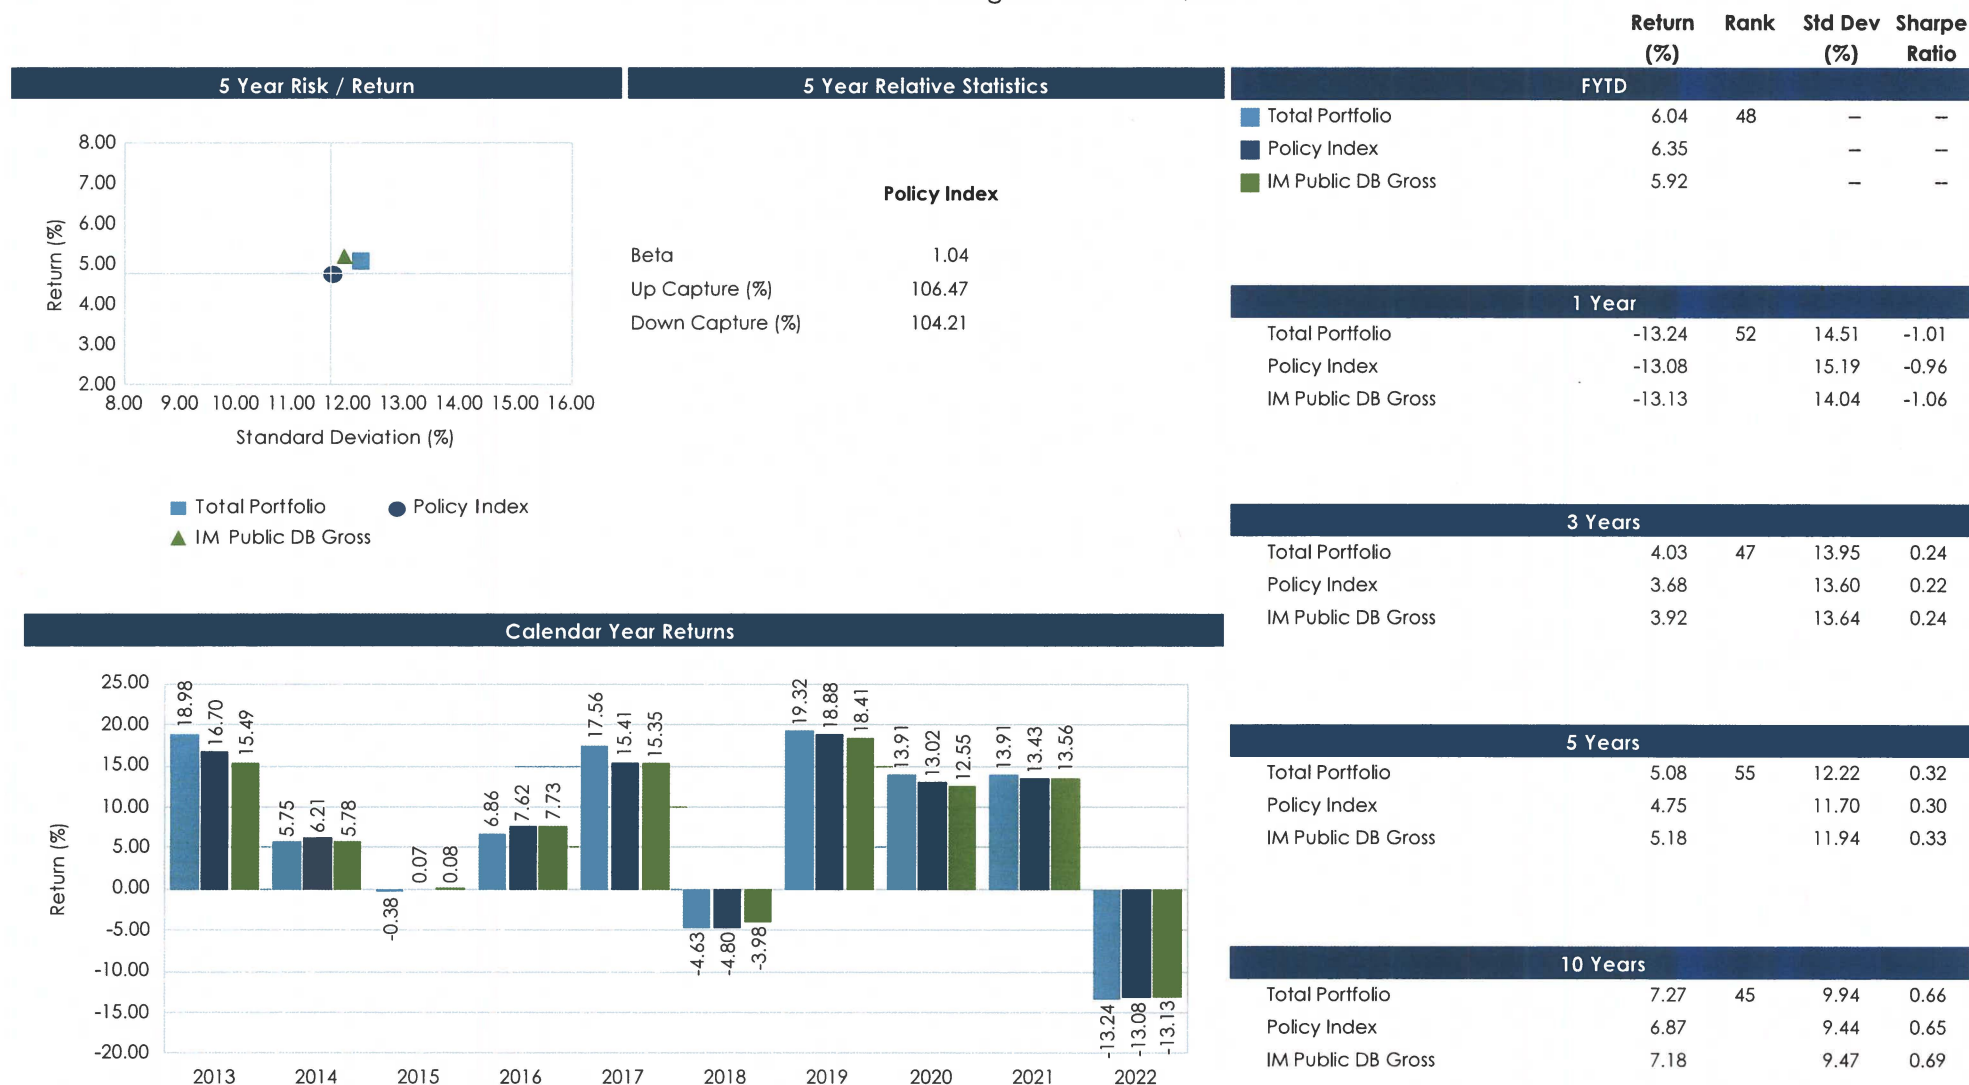 Return Rank Std Dev Sharpe
(%) (%) Ratio
5 Year Risk / Return
8.00
7.00
6.00
5.00
4.00
3.00
2.00
Return (%)
8.00 9.00 10.00 11.00 12.00 13.00 14.00 15.00 16.00
Standard Deviation (%)
Total Portfolio Policy Index
IM Public DB Gross
5 Year Relative Statistics
Policy Index
Beta 1.04
Up Capture (%) 106.47
Down Capture (%) 104.21
FYTD
Total Portfolio 6.04 48 -- --
Policy Index 6.35 -- --
IM Public DB Gross 5.92 -- --
1 Year
Total Portfolio -13.24 52 14.51 -1.01
Policy Index -13.08 15.19 -0.96
IM Public DB Gross -13.13 14.04 -1.06
3 Years
Total Portfolio 4.03 47 13.95 0.24
Policy Index 3.68 13.60 0.22
IM Public DB Gross 3.92 13.64 0.24
5 Years
Total Portfolio 5.08 55 12.22 0.32
Policy Index 4.75 11.70 0.30
IM Public DB Gross 5.18 11.94 0.33
10 Years
Total Portfolio 7.27 45 9.94 0.66
Policy Index 6.87 9.44 0.65
IM Public DB Gross 7.18 9.47 0.69
Calendar Year Returns
25.00
20.00
15.00
10.00
5.00
0.00
-5.00
-10.00
-15.00
-20.00
Return (%)
18.98 16.70 15.49
5.75 6.21 5.78
-0.38 0.07 0.08
6.86 7.62 7.73
17.56 15.41 15.35
-4.63 -4.80 -3.98
19.32 18.88 18.41
13.91 13.02 12.55
13.91 13.43 13.56
-13.24 -13.08 -13.13
2013 2014 2015 2016 2017 2018 2019 2020 2021 2022